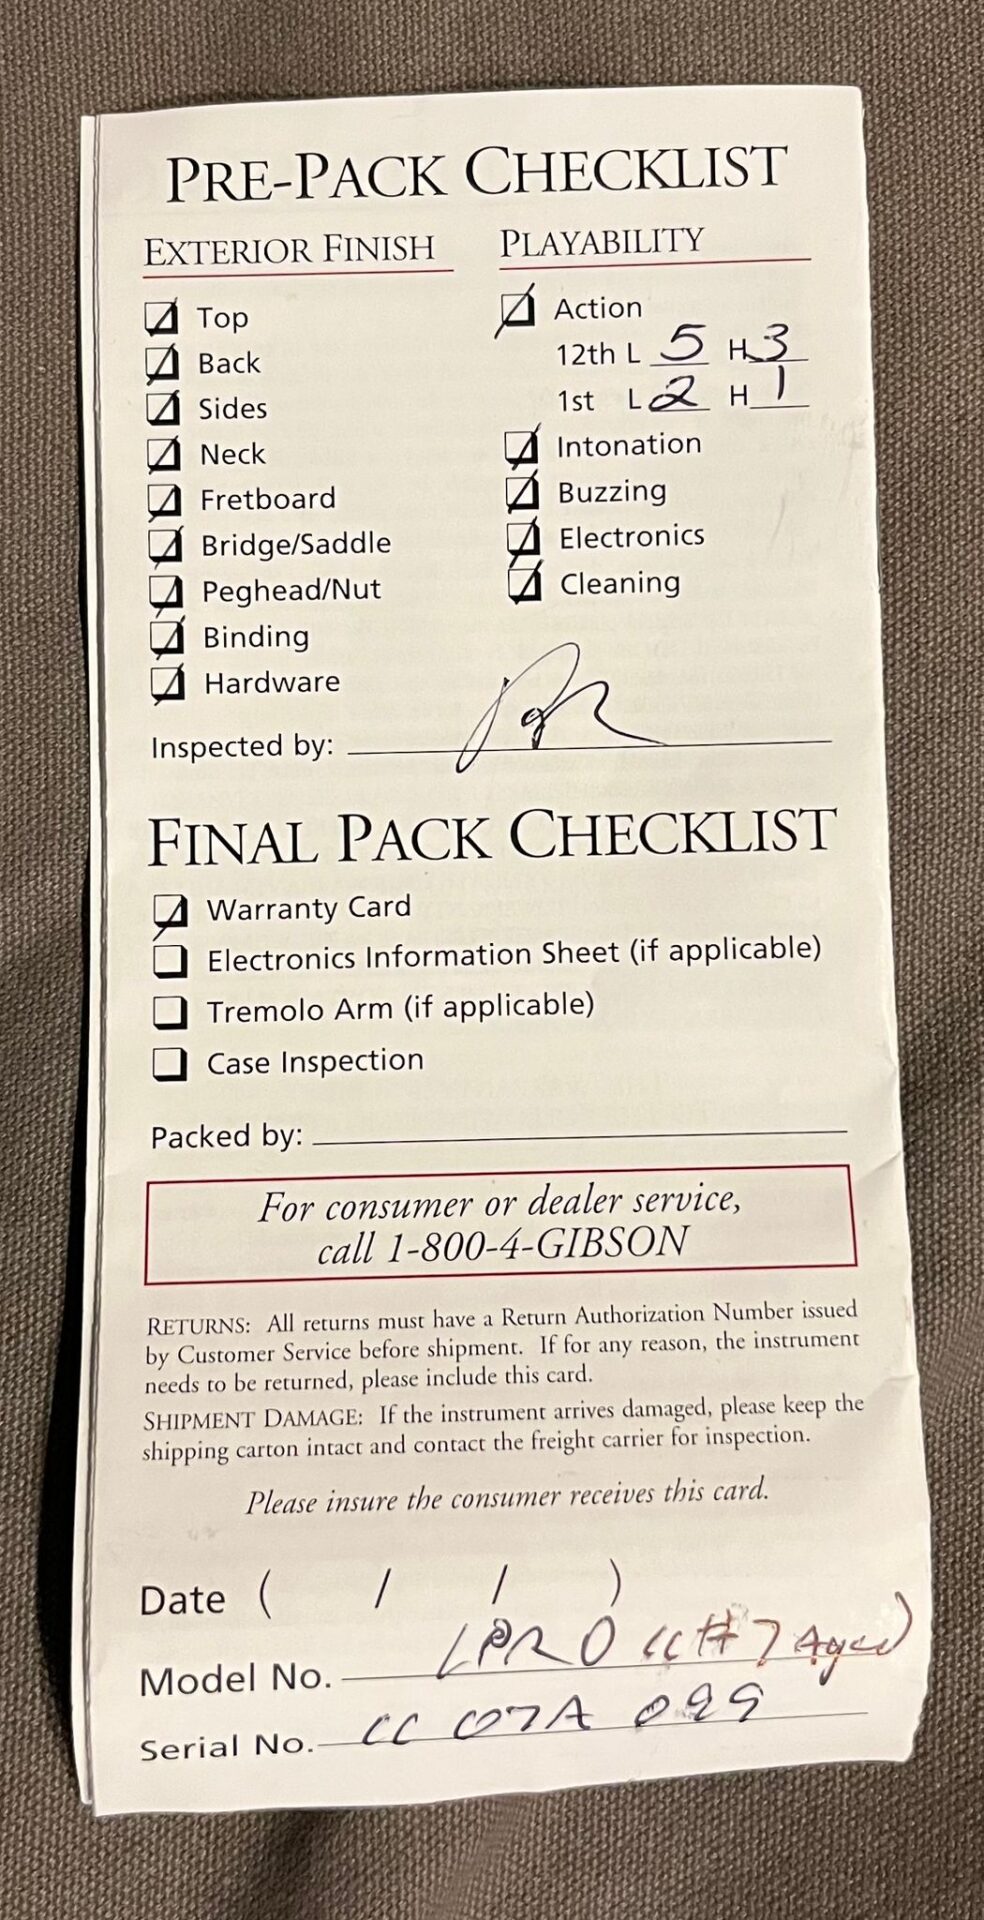 PRE-PACK CHECKLIST
EXTERIOR FINISH
Top
Back
Sides
Neck
Fretboard
Bridge/Saddle
Peghead/Nut
Binding
Hardware
PLAYABILITY
Action
12th L 5 H 3
1st L 2 H 1
Intonation
Buzzing
Electronics
Cleaning
Inspected by:
FINAL PACK CHECKLIST
Warranty Card
Electronics Information Sheet (if applicable)
Tremolo Arm (if applicable)
Case Inspection
Packed by:
For consumer or dealer service,
call 1-800-4-GIBSON
RETURNS: All returns must have a Return Authorization Number issued
by Customer Service before shipment. If for any reason, the instrument
needs to be returned, please include this card.
SHIPMENT DAMAGE: If the instrument arrives damaged, please keep the
shipping carton intact and contact the freight carrier for inspection.
Please insure the consumer receives this card.
Date ( / / )
Model No. LPR0 CC#7 Aged
Serial No. CC 07A 099